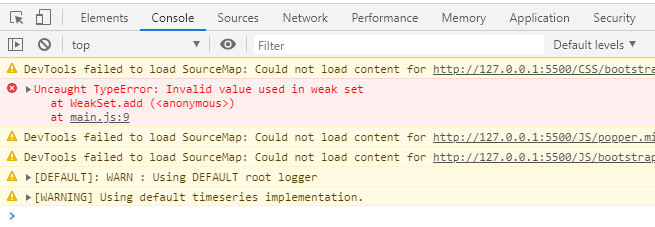 Elements Console Sources Network Performance Memory Application Security
top Filter Default levels
DevTools failed to load SourceMap: Could not load content for http://127.0.0.1:5500/CSS/bootstra
Uncaught TypeError: Invalid value used in weak set
at WeakSet.add (<anonymous>)
at main.js:9
DevTools failed to load SourceMap: Could not load content for http://127.0.0.1:5500/JS/popper.mi
DevTools failed to load SourceMap: Could not load content for http://127.0.0.1:5500/JS/bootstrap
[DEFAULT]: WARN : Using DEFAULT root logger
[WARNING] Using default timeseries implementation.